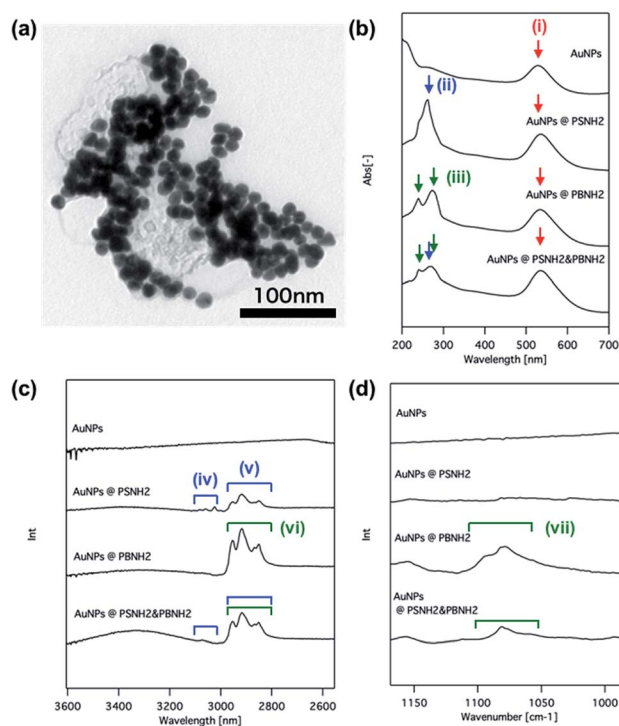 (a)
100nm
(b)
(i)
AuNPs
(ii)
AuNPs @ PSNH2
(iii)
AuNPs @ PBNH2
AuNPs @ PSNH2&PBNH2
Abs[-]
200 300 400 500 600 700
Wavelength [nm]
(c)
AuNPs
(iv)
(v)
AuNPs @ PSNH2
(vi)
AuNPs @ PBNH2
AuNPs @ PSNH2&PBNH2
Int
3600 3400 3200 3000 2800 2600
Wavelength [nm]
(d)
AuNPs
AuNPs @ PSNH2
AuNPs @ PBNH2
(vii)
AuNPs
@ PSNH2&PBNH2
Int
1150 1100 1050 1000
Wavenumber [cm-1]